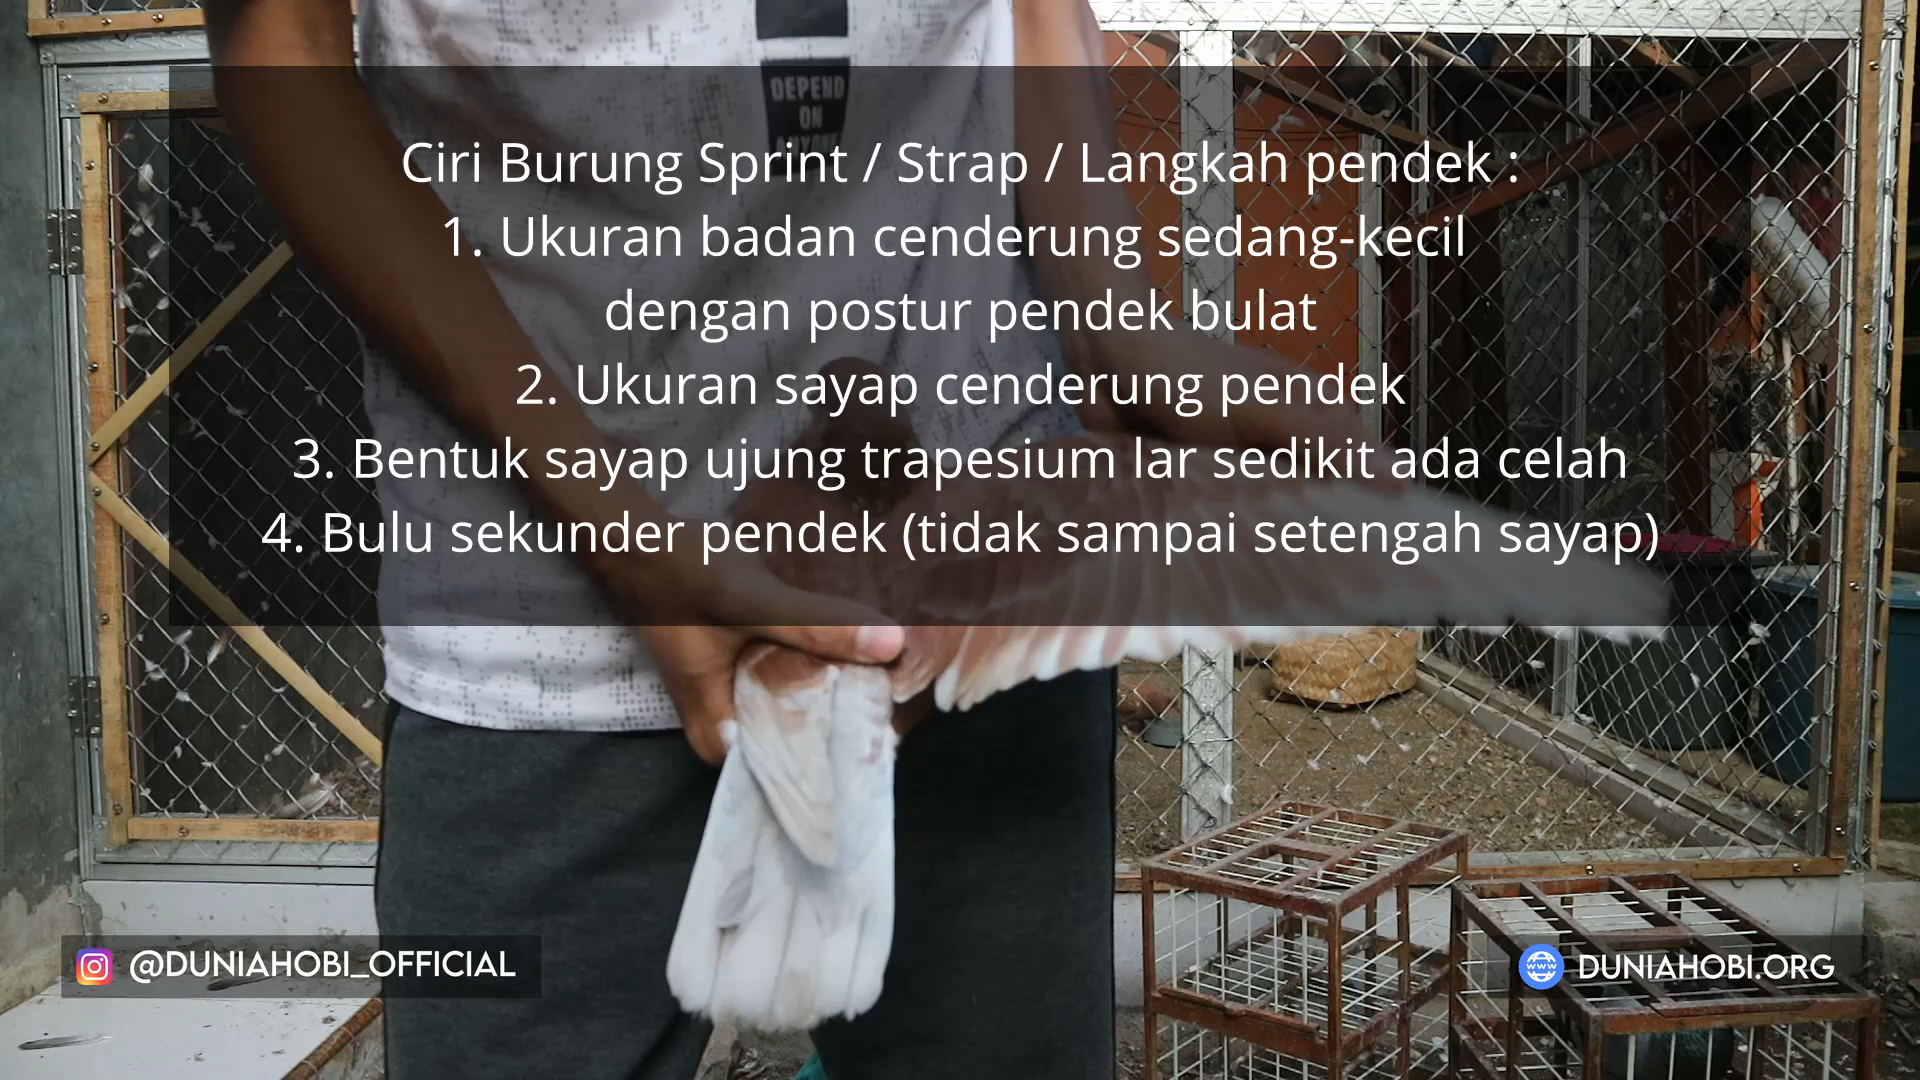 DEPEND
ON
Ciri Burung Sprint / Strap / Langkah pendek :
1. Ukuran badan cenderung sedang-kecil
dengan postur pendek bulat
2. Ukuran sayap cenderung pendek
3. Bentuk sayap ujung trapesium lar sedikit ada celah
4. Bulu sekunder pendek (tidak sampai setengah sayap)
@DUNIAHOBI_OFFICIAL
WWW
DUNIAHOBI.ORG